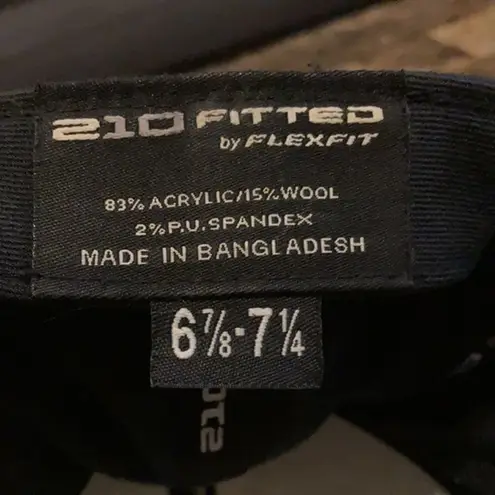 210 FITTED
by FLEXFIT
83% ACRYLIC/15% WOOL
2% P.U. SPANDEX
MADE IN BANGLADESH
6⅞-7¼